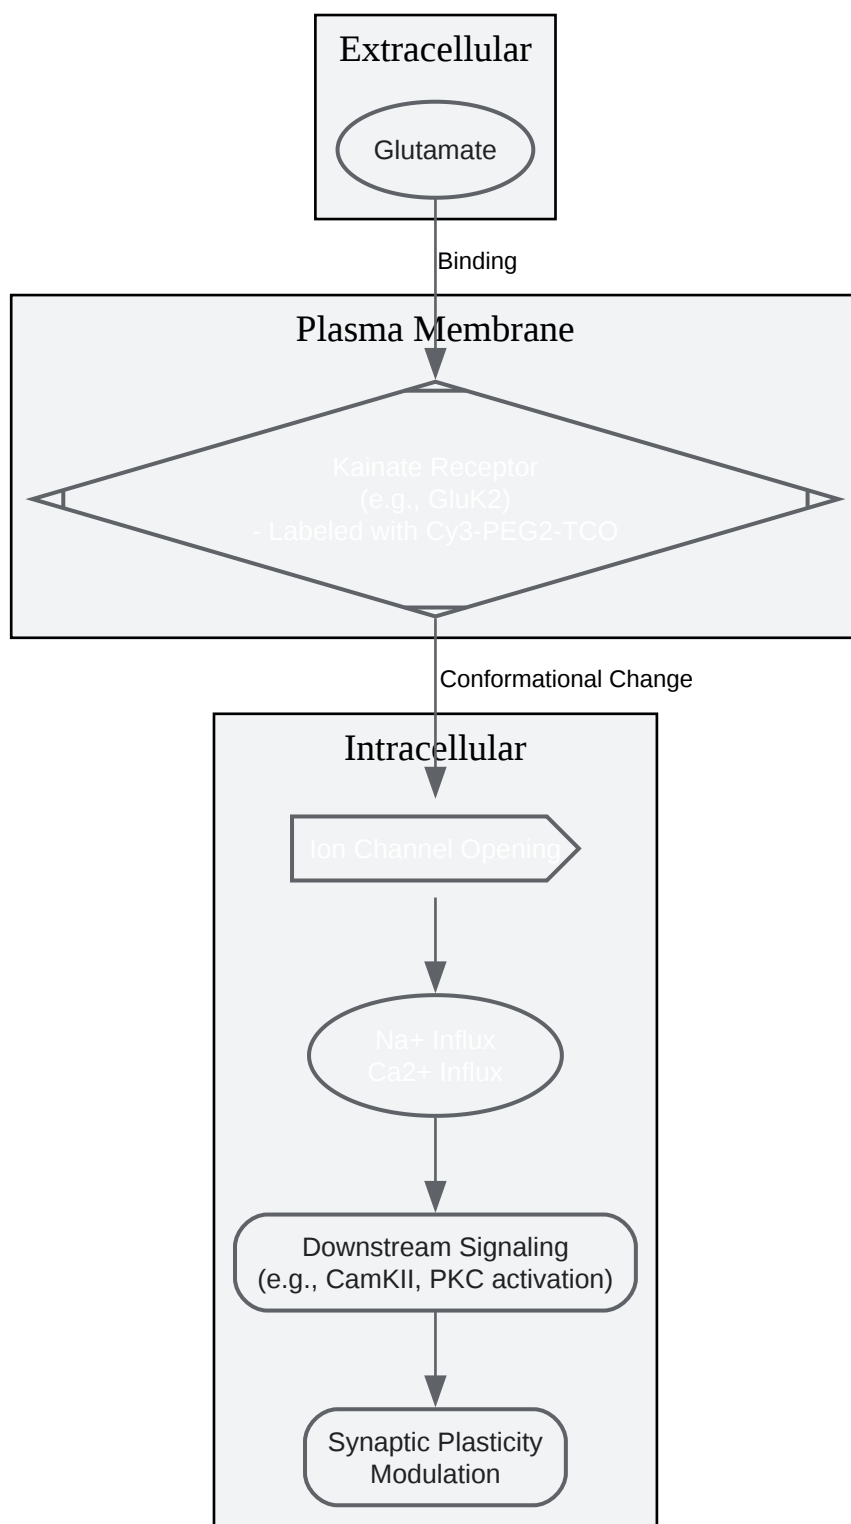 Extracellular
Glutamate
Binding
Plasma Membrane
Kainate Receptor
(e.g., GluK2)
- Labeled with Cy3-PEG2-TCO
Conformational Change
Intracellular
Ion Channel Opening
Na+ Influx
Ca2+ Influx
Downstream Signaling
(e.g., CamKII, PKC activation)
Synaptic Plasticity
Modulation